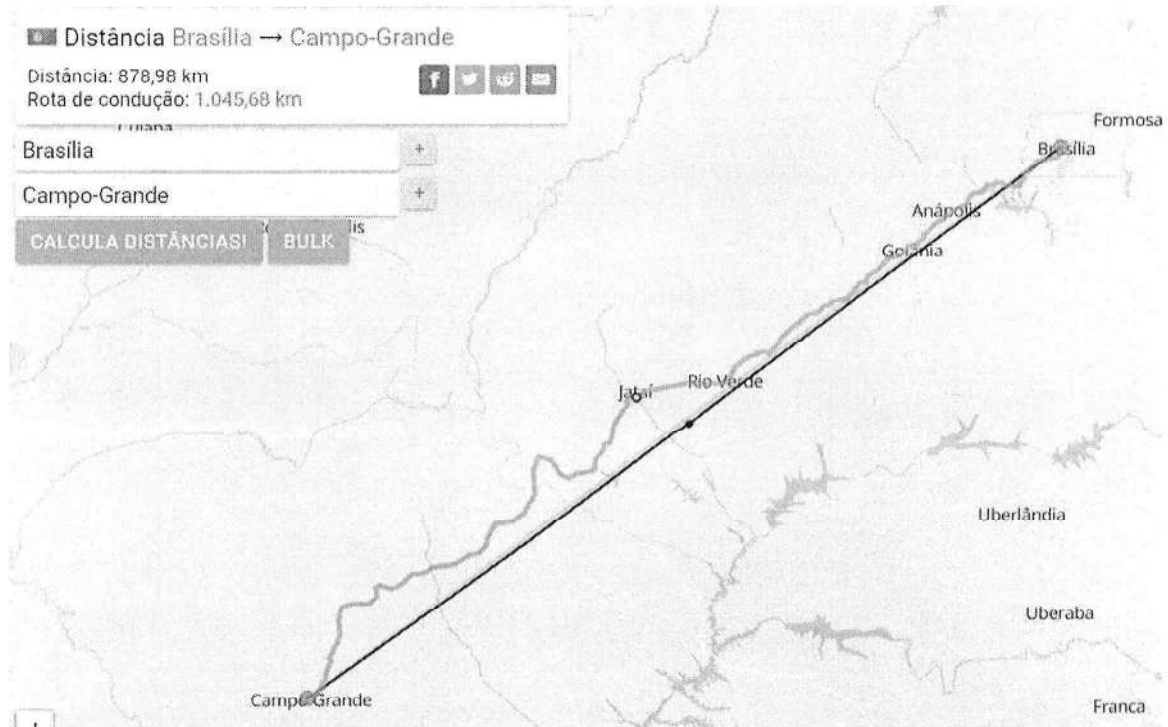 Distância Brasília → Campo-Grande
Distância: 878,98 km
Rota de condução: 1.045,68 km
Brasília
+
Campo-Grande
+
CALCULA DISTÂNCIAS!
BULK
Formosa
Brasília
Anápolis
Goiânia
Rio Verde
Jataí
Uberlândia
Uberaba
Campo Grande
Franca
+